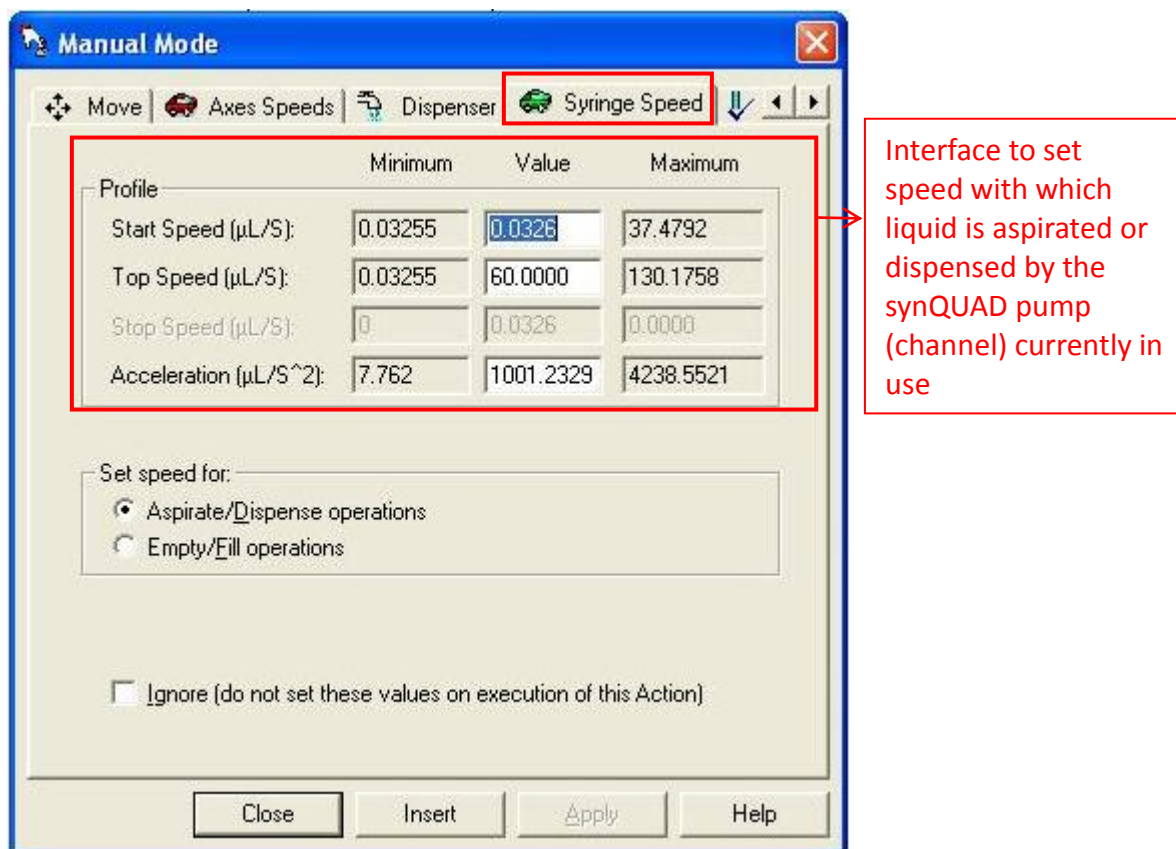 Manual Mode
Move Axes Speeds Dispenser Syringe Speed
Minimum Value Maximum
Profile
Start Speed (µL/S): 0.03255 0.0326 37.4792
Top Speed (µL/S): 0.03255 60.0000 130.1758
Stop Speed (µL/S): 0 0.0326 0.0000
Acceleration (µL/S^2): 7.762 1001.2329 4238.5521
Set speed for:
Aspirate/Dispense operations
Empty/Fill operations
Ignore (do not set these values on execution of this Action)
Close Insert Apply Help
Interface to set
speed with which
liquid is aspirated or
dispensed by the
synQUAD pump
(channel) currently in
use